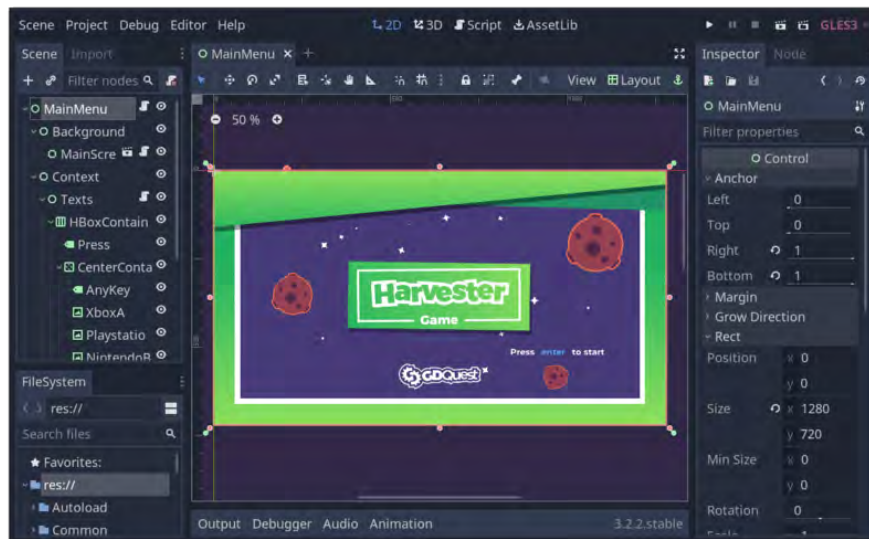 Scene Project Debug Editor Help
2D 3D Script AssetLib
GLES3
Scene Import
MainMenu
Inspector Node
Filter nodes
View Layout
MainMenu
Background
MainScre
Context
Texts
HBoxContain
Press
CenterConta
AnyKey
XboxA
Playstatio
NintendoB
50 %
Harvester
Game
Press enter to start
GDQuest
MainMenu
Filter properties
Control
Anchor
Left 0
Top 0
Right 1
Bottom 1
Margin
Grow Direction
Rect
Position x 0
y 0
Size x 1280
y 720
Min Size x 0
y 0
Rotation 0
FileSystem
res://
Search files
Favorites:
res://
Autoload
Common
Output Debugger Audio Animation
3.2.2.stable